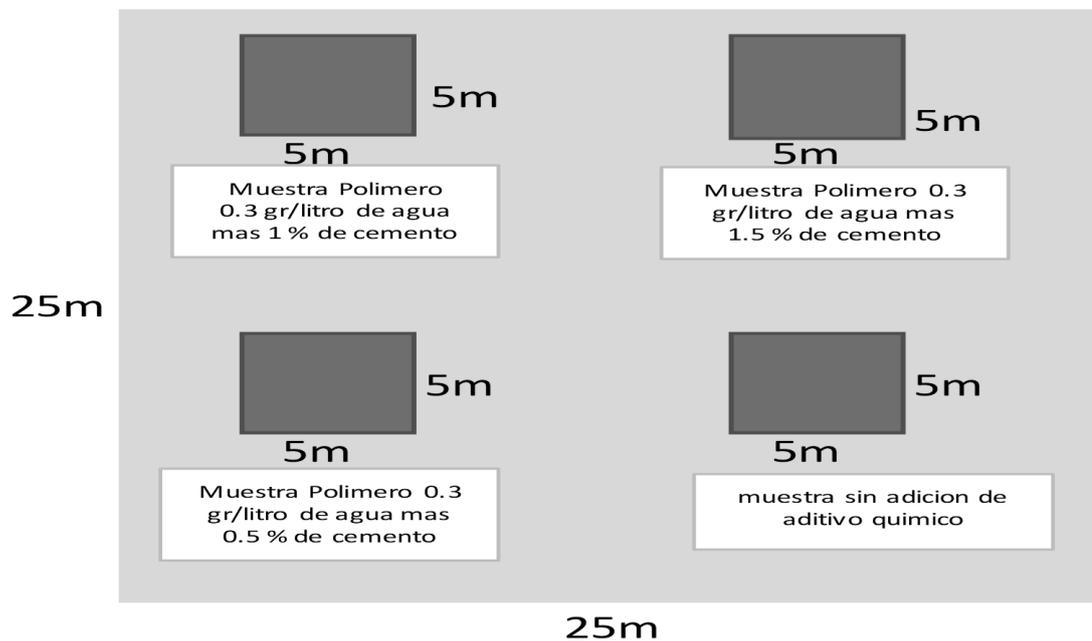 5m
5m
Muestra Polimero
0.3 gr/litro de agua
mas 1 % de cemento
5m
5m
Muestra Polimero 0.3
gr/litro de agua mas
1.5 % de cemento
25m
5m
5m
Muestra Polimero 0.3
gr/litro de agua mas
0.5 % de cemento
5m
5m
muestra sin adicion de
aditivo quimico
25m